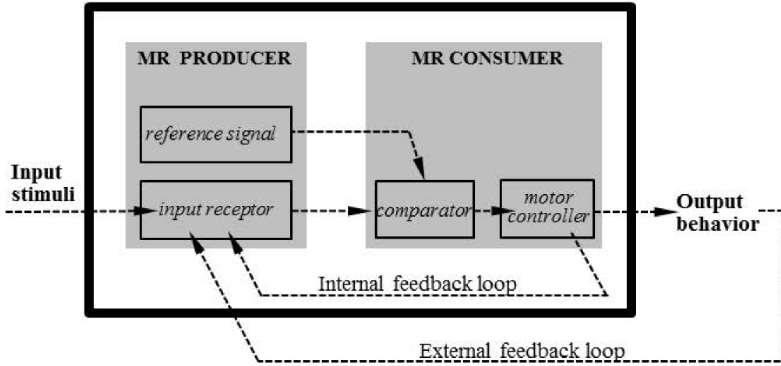 MR PRODUCER
MR CONSUMER
reference signal
Input
stimuli
input receptor
comparator
motor
controller
Output
behavior
Internal feedback loop
External feedback loop